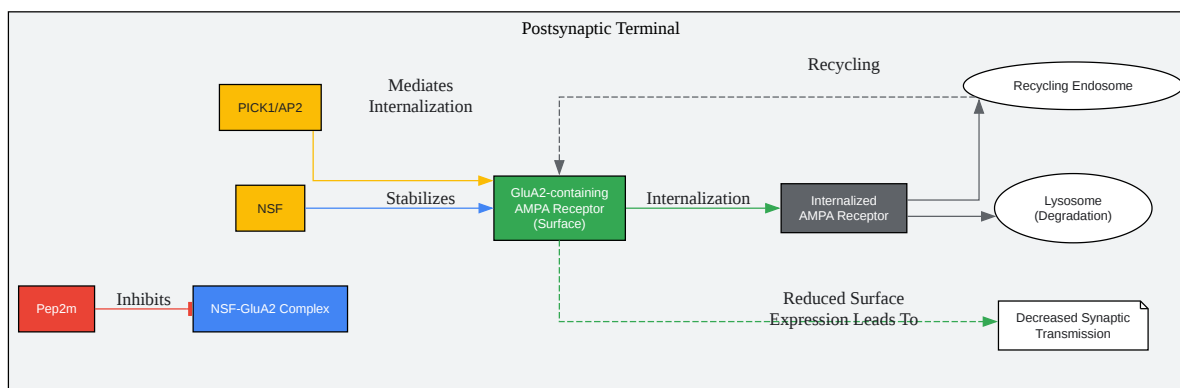 Postsynaptic Terminal
Recycling
Mediates
Internalization
PICK1/AP2
Recycling Endosome
NSF
Stabilizes
GluA2-containing
AMPA Receptor
(Surface)
Internalization
Internalized
AMPA Receptor
Lysosome
(Degradation)
Pep2m
Inhibits
NSF-GluA2 Complex
Reduced Surface
Expression Leads To
Decreased Synaptic
Transmission